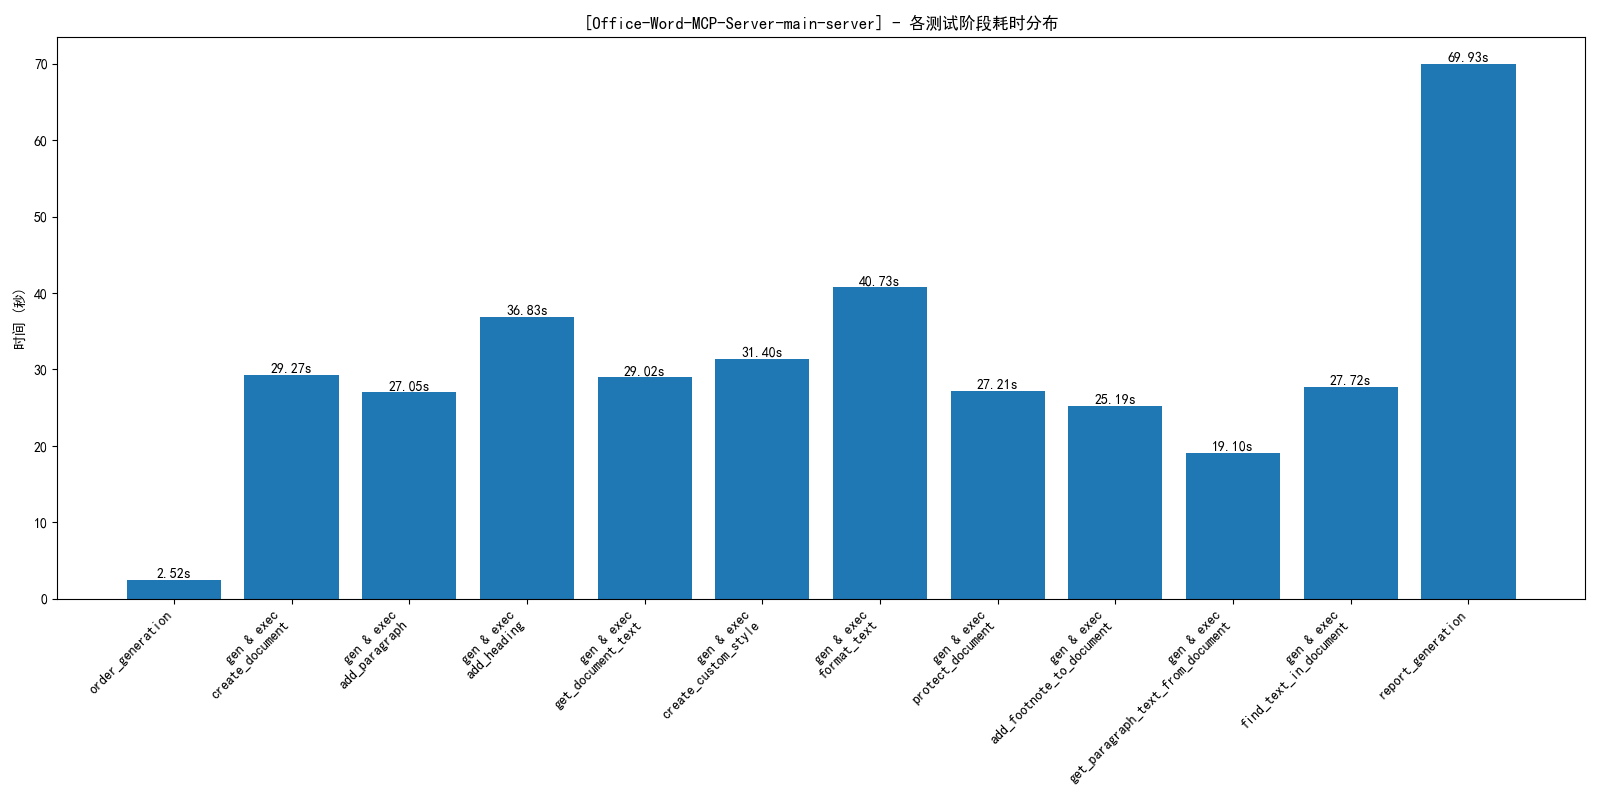 [Office-Word-MCP-Server-main-server] - 各测试阶段耗时分布
时间 (秒)
70
60
50
40
30
20
10
0
2.52s
29.27s
27.05s
36.83s
29.02s
31.40s
40.73s
27.21s
25.19s
19.10s
27.72s
69.93s
order_generation
gen & exec
create_document
gen & exec
add_paragraph
gen & exec
add_heading
gen & exec
get_document_text
gen & exec
create_custom_style
gen & exec
format_text
gen & exec
protect_document
gen & exec
add_footnote_to_document
gen & exec
get_paragraph_text_from_document
gen & exec
find_text_in_document
report_generation